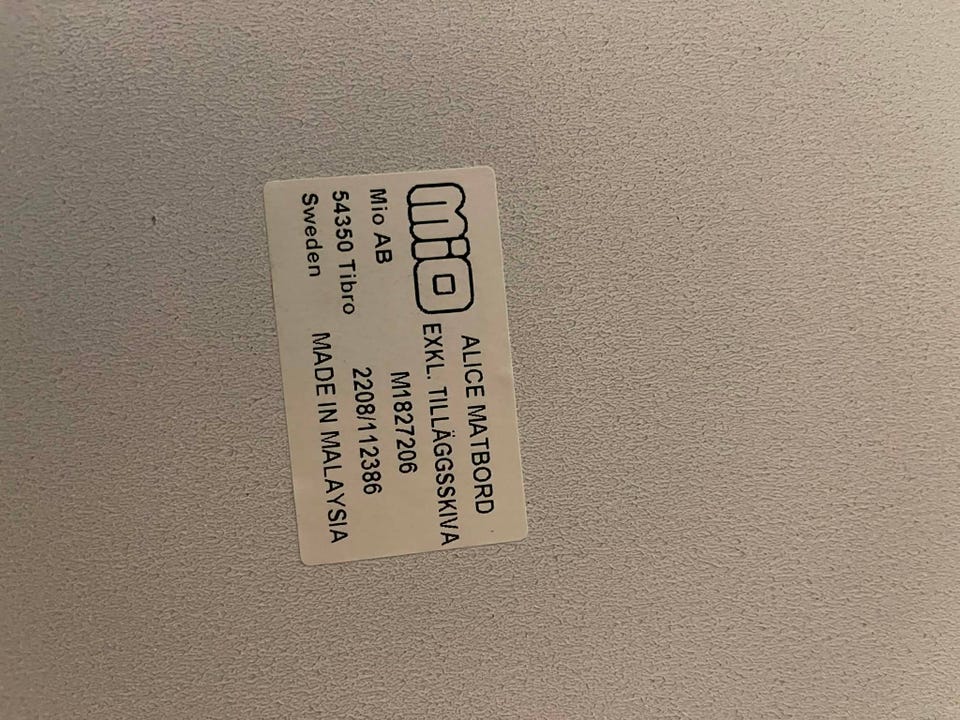 mio
ALICE MATBORD
EXKL. TILLÄGGSSKIVA
Mio AB
M1827206
54350 Tibro
2208/112386
Sweden
MADE IN MALAYSIA